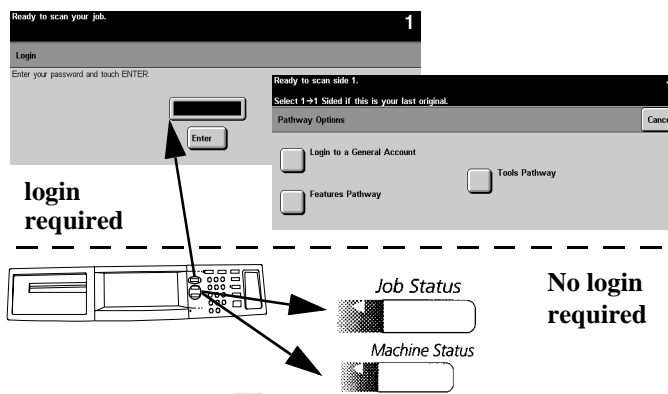 Ready to scan your job.
1
Login
Enter your password and touch ENTER.
Enter
Ready to scan side 1.
Select 1→1 Sided if this is your last original.
Pathway Options
Login to a General Account
Tools Pathway
Features Pathway
login
required
No login
required
Job Status
Machine Status